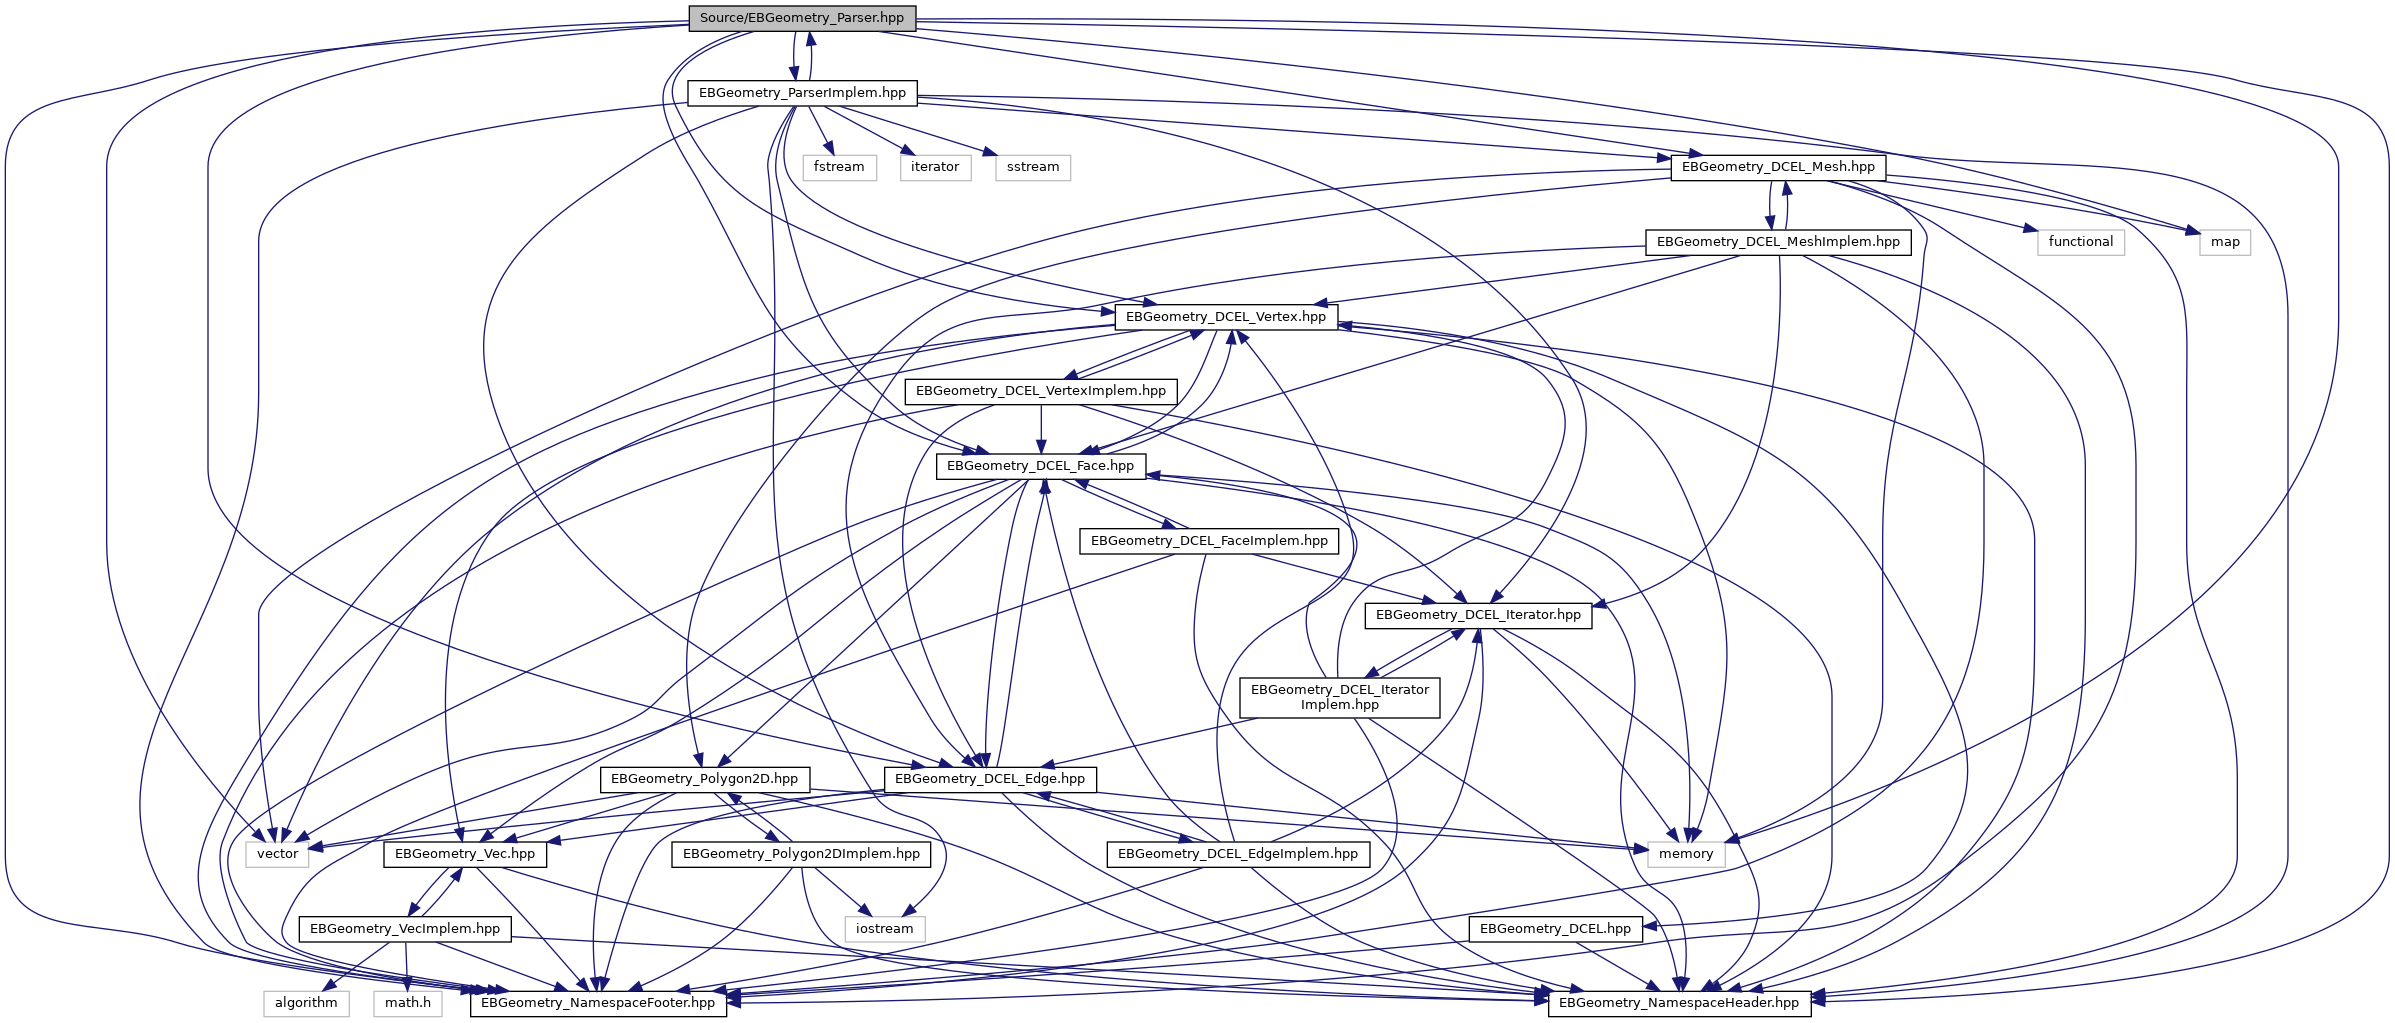 Source/EBGeometry_Parser.hpp
EBGeometry_ParserImplem.hpp
fstream
iterator
sstream
EBGeometry_DCEL_Mesh.hpp
EBGeometry_DCEL_MeshImplem.hpp
functional
map
EBGeometry_DCEL_Vertex.hpp
EBGeometry_DCEL_VertexImplem.hpp
EBGeometry_DCEL_Face.hpp
EBGeometry_DCEL_FaceImplem.hpp
EBGeometry_DCEL_Iterator.hpp
EBGeometry_DCEL_Iterator
Implem.hpp
EBGeometry_Polygon2D.hpp
EBGeometry_DCEL_Edge.hpp
vector
EBGeometry_Vec.hpp
EBGeometry_Polygon2DImplem.hpp
EBGeometry_DCEL_EdgeImplem.hpp
memory
EBGeometry_VecImplem.hpp
iostream
EBGeometry_DCEL.hpp
algorithm
math.h
EBGeometry_NamespaceFooter.hpp
EBGeometry_NamespaceHeader.hpp